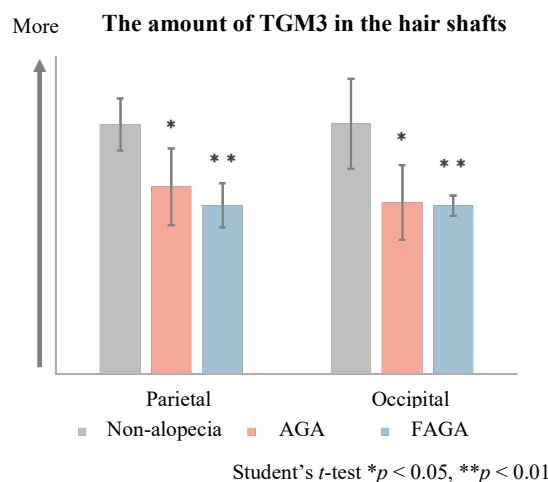 More
The amount of TGM3 in the hair shafts
*
* *
*
* *
Parietal Occipital
Non-alopecia AGA FAGA
Student’s t-test *p < 0.05, **p < 0.01